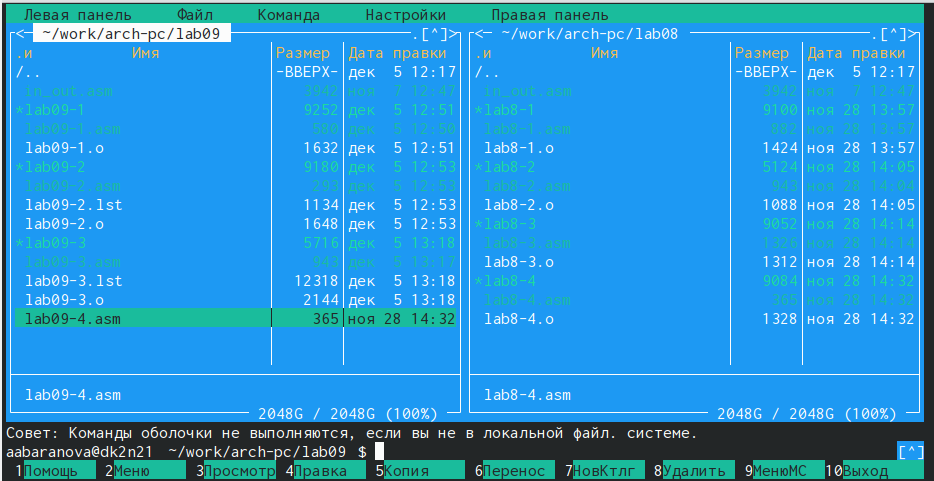 Левая панель Файл Команда Настройки Правая панель
<─ ~/work/arch-pc/lab09 .[^]> <─ ~/work/arch-pc/lab08 .[^]>
.и Имя Размер Дата правки .и Имя Размер Дата правки
/.. -ВВЕРХ- дек 5 12:17 /.. -ВВЕРХ- дек 5 12:17
in_out.asm 3942 ноя 7 12:47 in_out.asm 3942 ноя 7 12:47
*lab09-1 9252 дек 5 12:51 *lab8-1 9100 ноя 28 13:57
lab09-1.asm 560 дек 5 12:50 lab8-1.asm 882 ноя 28 13:57
lab09-1.o 1632 дек 5 12:51 lab8-1.o 1424 ноя 28 13:57
*lab09-2 9180 дек 5 12:53 *lab8-2 5124 ноя 28 14:05
lab09-2.asm 293 дек 5 12:53 lab8-2.asm 943 ноя 28 14:04
lab09-2.lst 1134 дек 5 12:53 lab8-2.o 1088 ноя 28 14:05
lab09-2.o 1648 дек 5 12:53 *lab8-3 9052 ноя 28 14:14
*lab09-3 5716 дек 5 13:18 lab8-3.asm 1326 ноя 28 14:14
lab09-3.asm 943 дек 5 13:17 lab8-3.o 1312 ноя 28 14:14
lab09-3.lst 12318 дек 5 13:18 *lab8-4 9084 ноя 28 14:32
lab09-3.o 2144 дек 5 13:18 lab8-4.asm 365 ноя 28 14:32
lab09-4.asm 365 ноя 28 14:32 lab8-4.o 1328 ноя 28 14:32
lab09-4.asm lab8-4.asm
2048G / 2048G (100%) 2048G / 2048G (100%)
Совет: Команды оболочки не выполняются, если вы не в локальной файл. системе.
aabaranova@dk2n21 ~/work/arch-pc/lab09 $ [^]
1Помощь 2Меню 3Просмотр 4Правка 5Копия 6Перенос 7НовКтлг 8Удалить 9МенюMC 10Выход